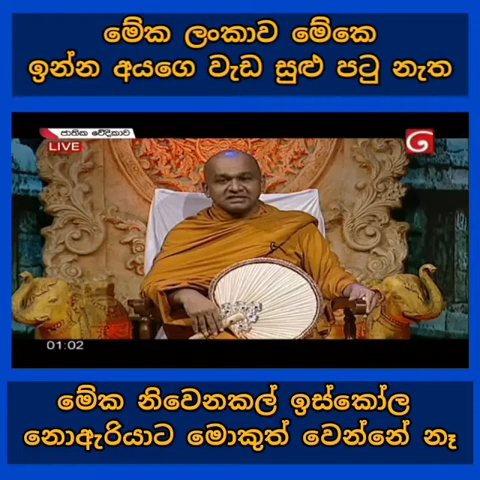 මේක ලංකාව මේකෙ
ඉන්න අයගෙ වැඩ සුළු පටු නැත
ජාතික වේදිකාව
LIVE
01:02
මේක නිවෙනකල් ඉස්කෝල
නොඇරියාට මොකුත් වෙන්නේ නෑ